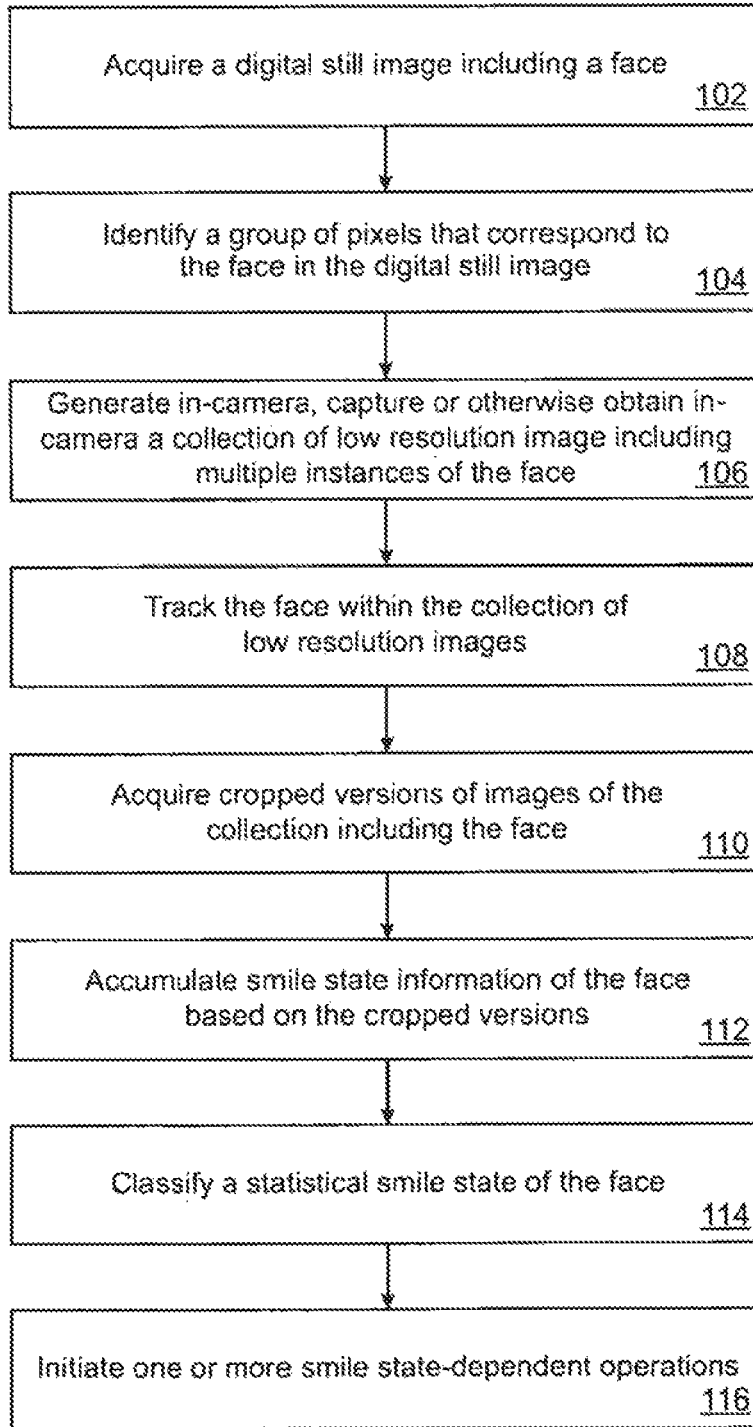 Acquire a digital still image including a face
102
Identify a group of pixels that correspond to
the face in the digital still image
104
Generate in-camera, capture or otherwise obtain in-
camera a collection of low resolution image including
multiple instances of the face
106
Track the face within the collection of
low resolution images
108
Acquire cropped versions of images of the
collection including the face
110
Accumulate smile state information of the face
based on the cropped versions
112
Classify a statistical smile state of the face
114
Initiate one or more smile state-dependent operations
116